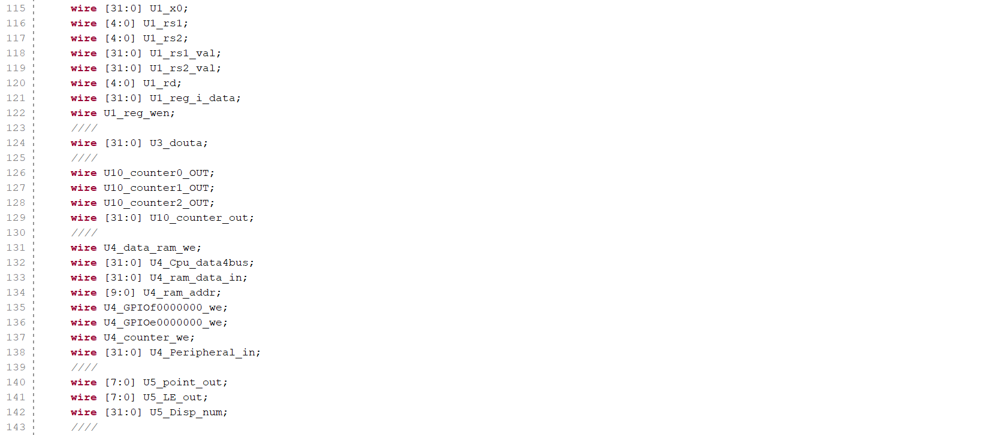 115 wire [31:0] U1_x0;
116 wire [4:0] U1_rs1;
117 wire [4:0] U1_rs2;
118 wire [31:0] U1_rs1_val;
119 wire [31:0] U1_rs2_val;
120 wire [4:0] U1_rd;
121 wire [31:0] U1_reg_i_data;
122 wire U1_reg_wen;
123 ////
124 wire [31:0] U3_douta;
125 ////
126 wire U10_counter0_OUT;
127 wire U10_counter1_OUT;
128 wire U10_counter2_OUT;
129 wire [31:0] U10_counter_out;
130 ////
131 wire U4_data_ram_we;
132 wire [31:0] U4_Cpu_data4bus;
133 wire [31:0] U4_ram_data_in;
134 wire [9:0] U4_ram_addr;
135 wire U4_GPIOf0000000_we;
136 wire U4_GPIOe0000000_we;
137 wire U4_counter_we;
138 wire [31:0] U4_Peripheral_in;
139 ////
140 wire [7:0] U5_point_out;
141 wire [7:0] U5_LE_out;
142 wire [31:0] U5_Disp_num;
143 ////